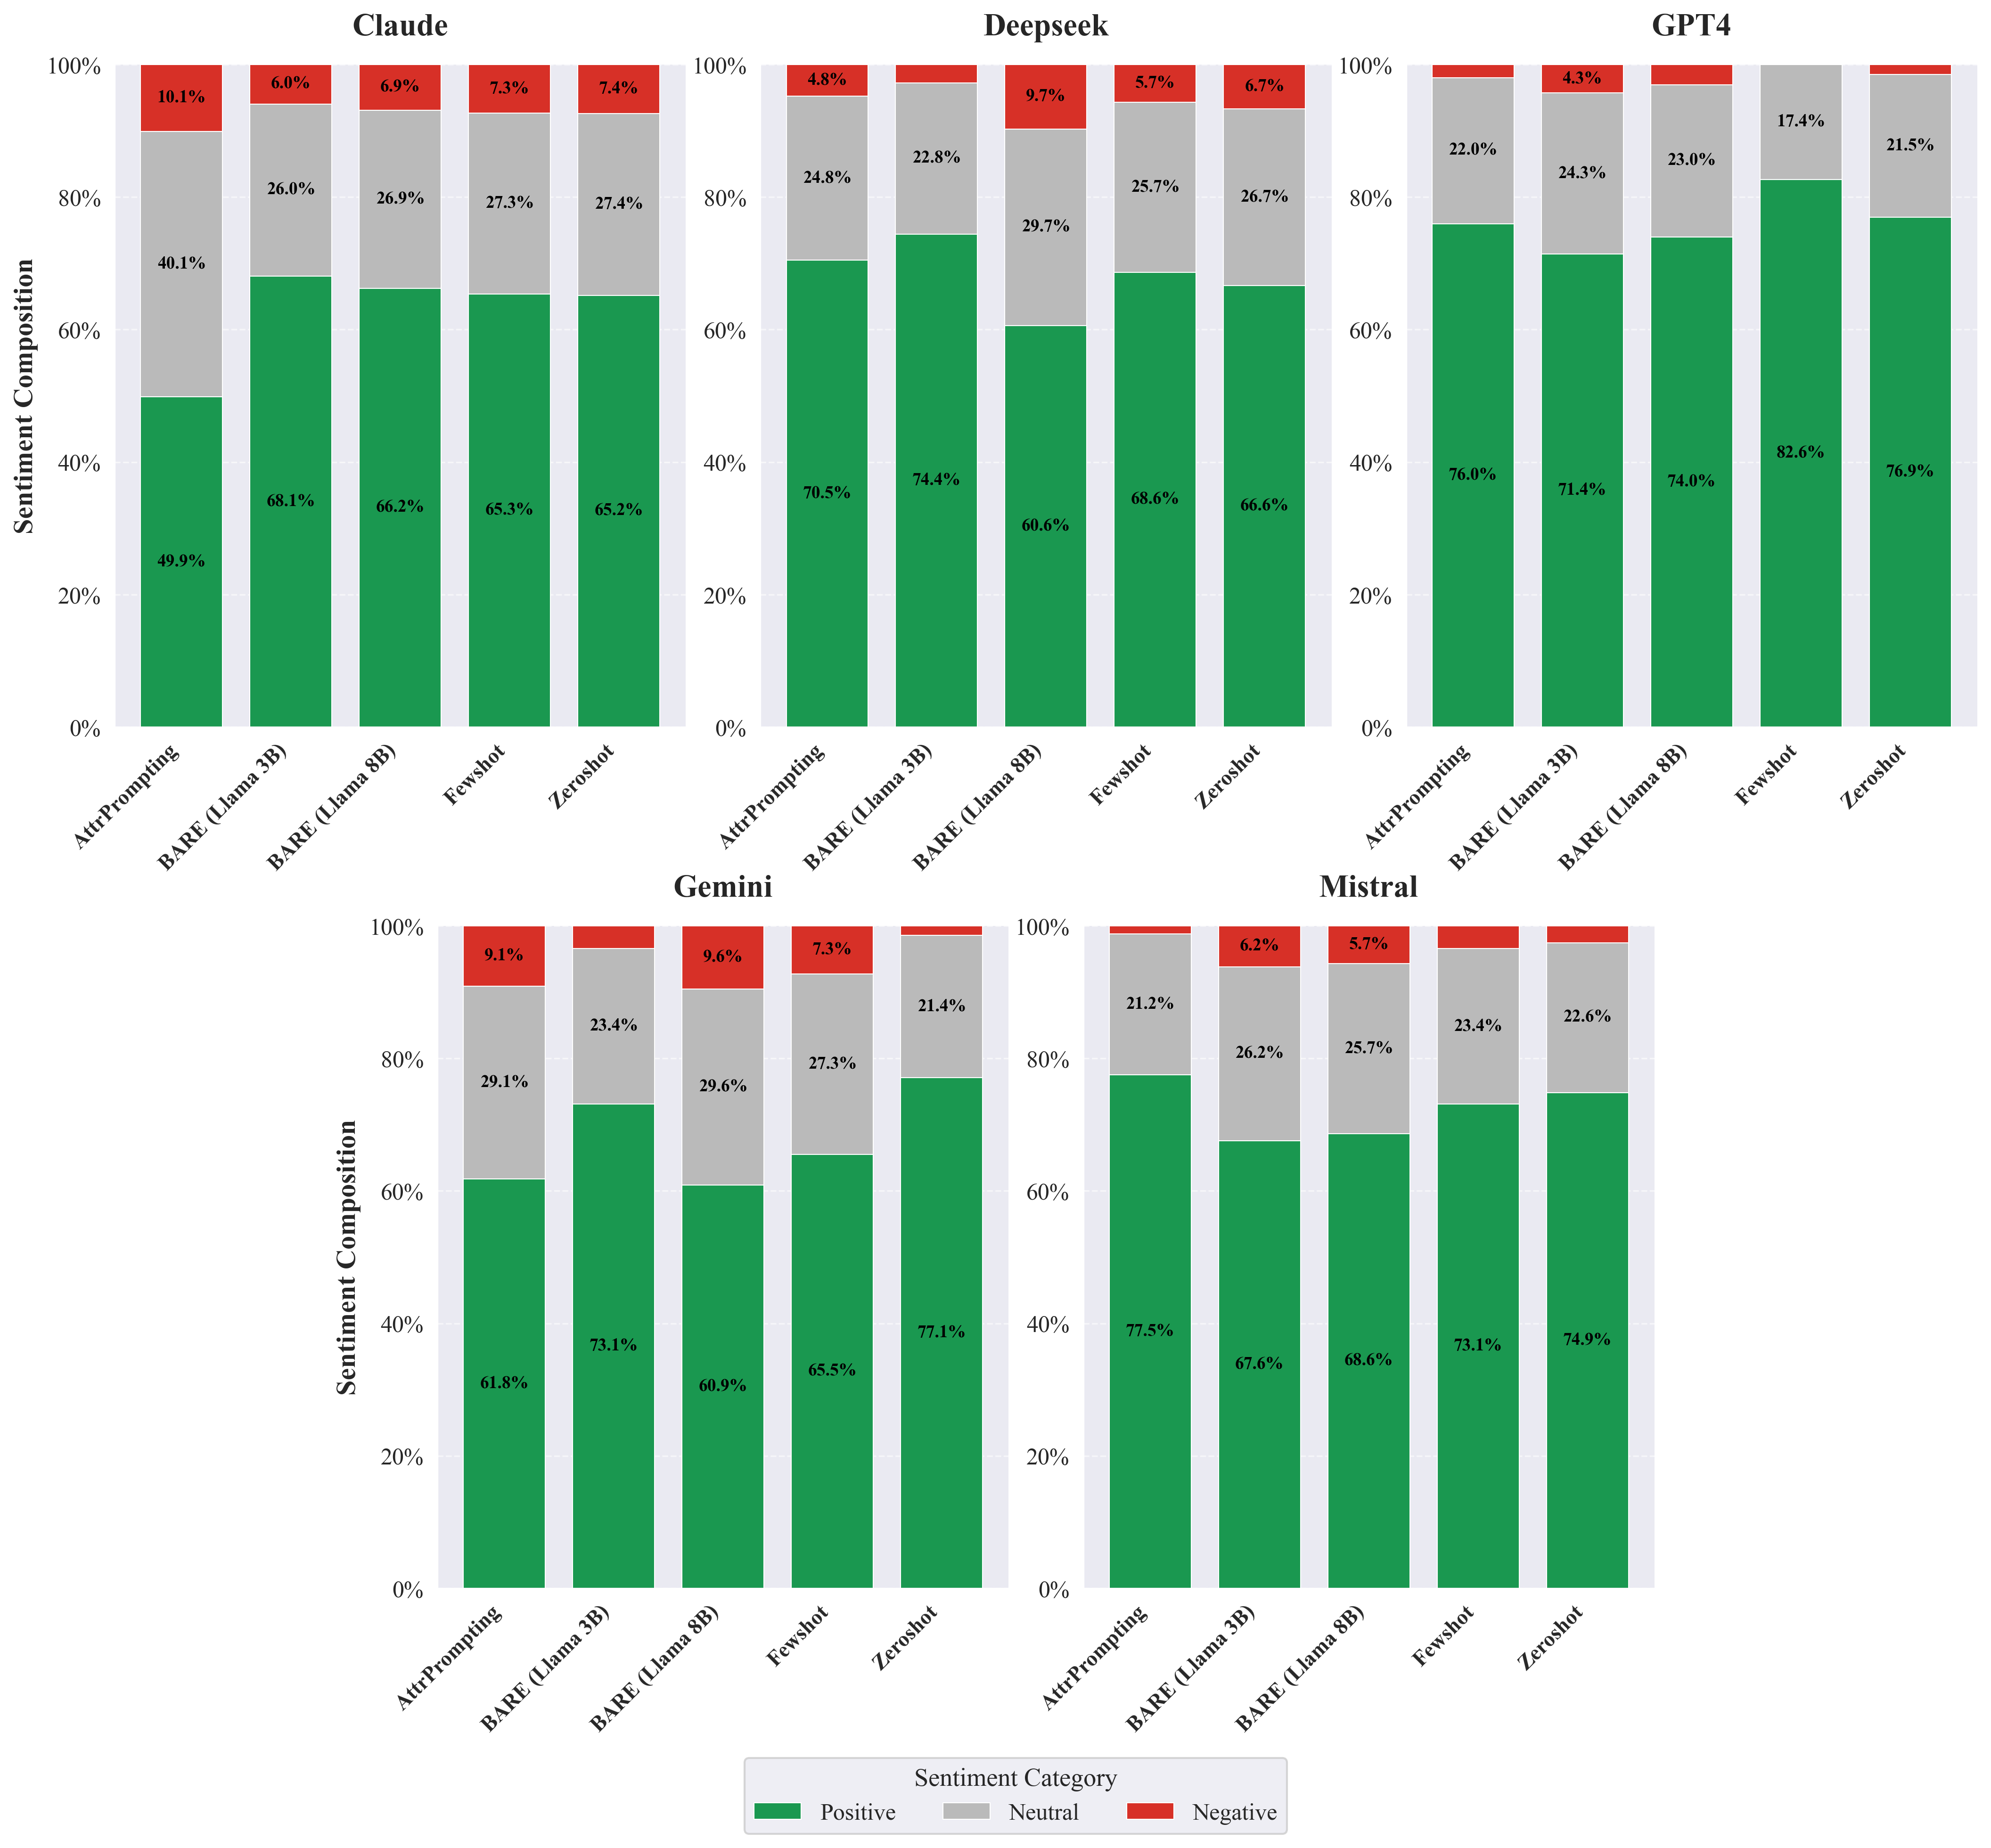 Claude
Deepseek
GPT4
Sentiment Composition
100%
80%
60%
40%
20%
0%
10.1%
6.0%
6.9%
7.3%
7.4%
40.1%
26.0%
26.9%
27.3%
27.4%
49.9%
68.1%
66.2%
65.3%
65.2%
AttrPrompting
BARE (Llama 3B)
BARE (Llama 8B)
Fewshot
Zeroshot
100%
80%
60%
40%
20%
0%
4.8%
9.7%
5.7%
6.7%
24.8%
22.8%
29.7%
25.7%
26.7%
70.5%
74.4%
60.6%
68.6%
66.6%
AttrPrompting
BARE (Llama 3B)
BARE (Llama 8B)
Fewshot
Zeroshot
100%
80%
60%
40%
20%
0%
4.3%
22.0%
24.3%
23.0%
17.4%
21.5%
76.0%
71.4%
74.0%
82.6%
76.9%
AttrPrompting
BARE (Llama 3B)
BARE (Llama 8B)
Fewshot
Zeroshot
Gemini
Mistral
Sentiment Composition
100%
80%
60%
40%
20%
0%
9.1%
9.6%
7.3%
29.1%
23.4%
29.6%
27.3%
21.4%
61.8%
73.1%
60.9%
65.5%
77.1%
AttrPrompting
BARE (Llama 3B)
BARE (Llama 8B)
Fewshot
Zeroshot
100%
80%
60%
40%
20%
0%
6.2%
5.7%
21.2%
26.2%
25.7%
23.4%
22.6%
77.5%
67.6%
68.6%
73.1%
74.9%
AttrPrompting
BARE (Llama 3B)
BARE (Llama 8B)
Fewshot
Zeroshot
Sentiment Category
Positive Neutral Negative